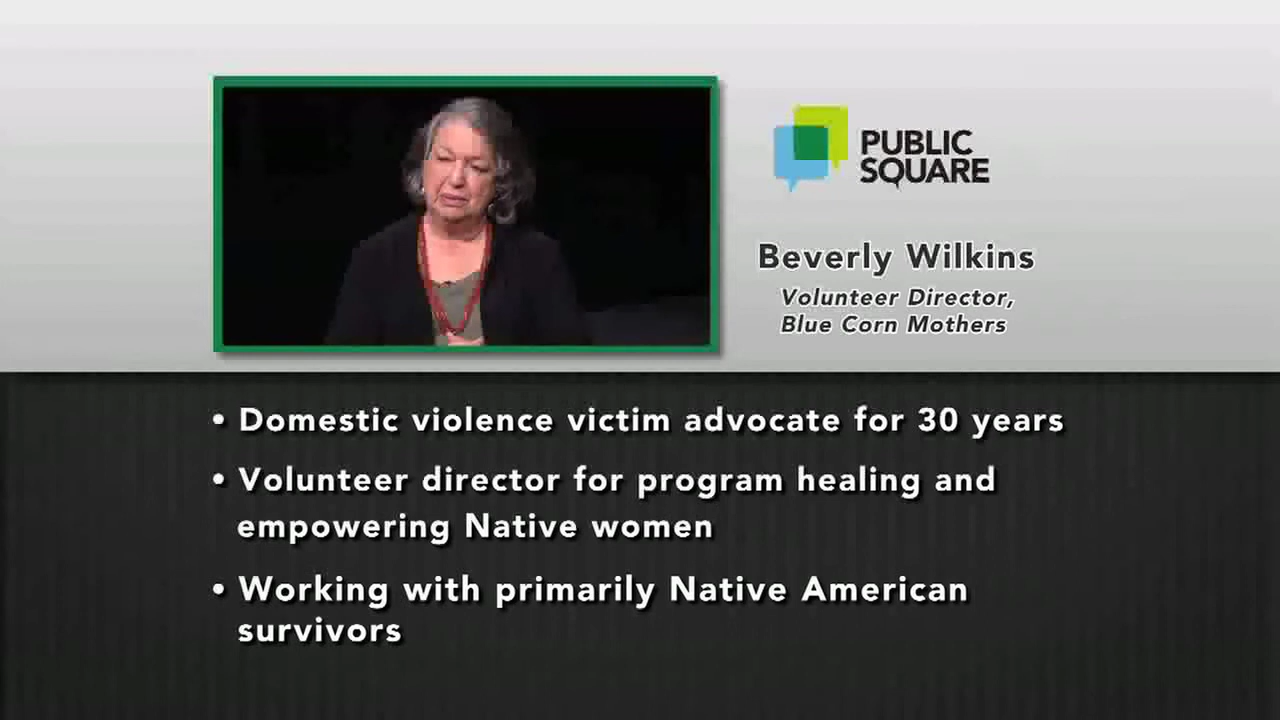 PUBLIC
SQUARE
Beverly Wilkins
Volunteer Director,
Blue Corn Mothers
• Domestic violence victim advocate for 30 years
• Volunteer director for program healing and
empowering Native women
• Working with primarily Native American
survivors